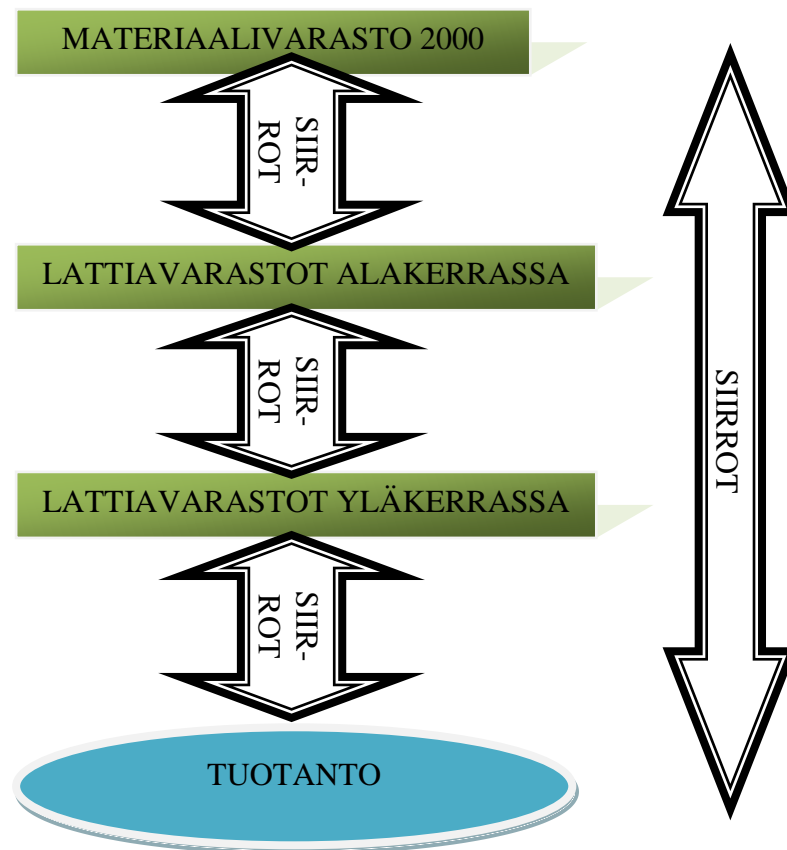 MATERIAALIVARASTO 2000
SIIR-
ROT
LATTIAVARASTOT ALAKERRASSA
SIIR-
ROT
LATTIAVARASTOT YLÄKERRASSA
SIIR-
ROT
TUOTANTO
SIIRROT